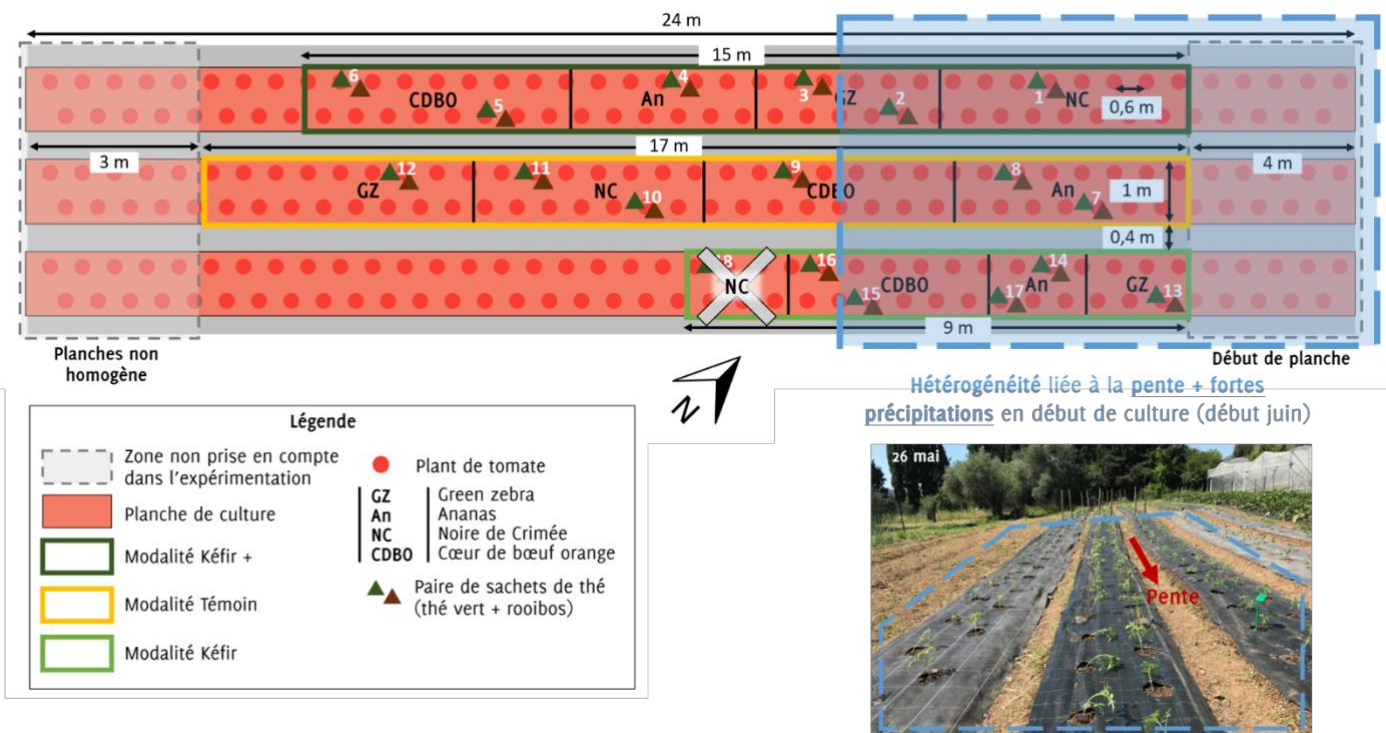 24 m
15 m
6
CDBO
5
An
4
3
GZ
2
1
NC
0,6 m
3 m
17 m
4 m
GZ
12
11
NC
10
9
CDBO
8
An
7
1 m
0,4 m
18
NC
16
15
CDBO
17
14
An
GZ
13
9 m
Planches non
homogène
Début de planche
N
Hétérogénéité liée à la pente + fortes
précipitations en début de culture (début juin)
Légende
Zone non prise en compte
dans l'expérimentation
Planche de culture
Modalité Kéfir +
Modalité Témoin
Modalité Kéfir
Plant de tomate
GZ Green zebra
An Ananas
NC Noire de Crimée
CDBO Cœur de bœuf orange
Paire de sachets de thé
(thé vert + rooibos)
26 mai
Pente